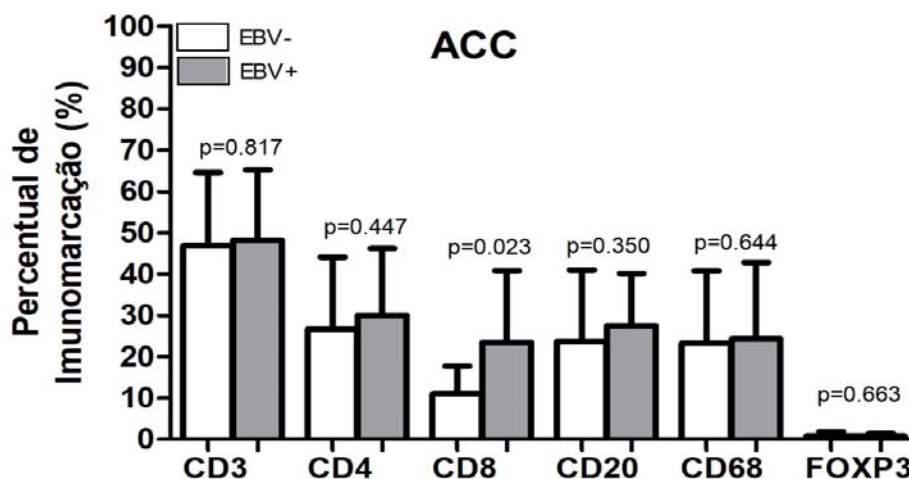 ACC
EBV-
EBV+
Percentual de
Imunomarcação (%)
100
90
80
70
60
50
40
30
20
10
0
p=0.817
p=0.447
p=0.023
p=0.350
p=0.644
p=0.663
CD3 CD4 CD8 CD20 CD68 FOXP3